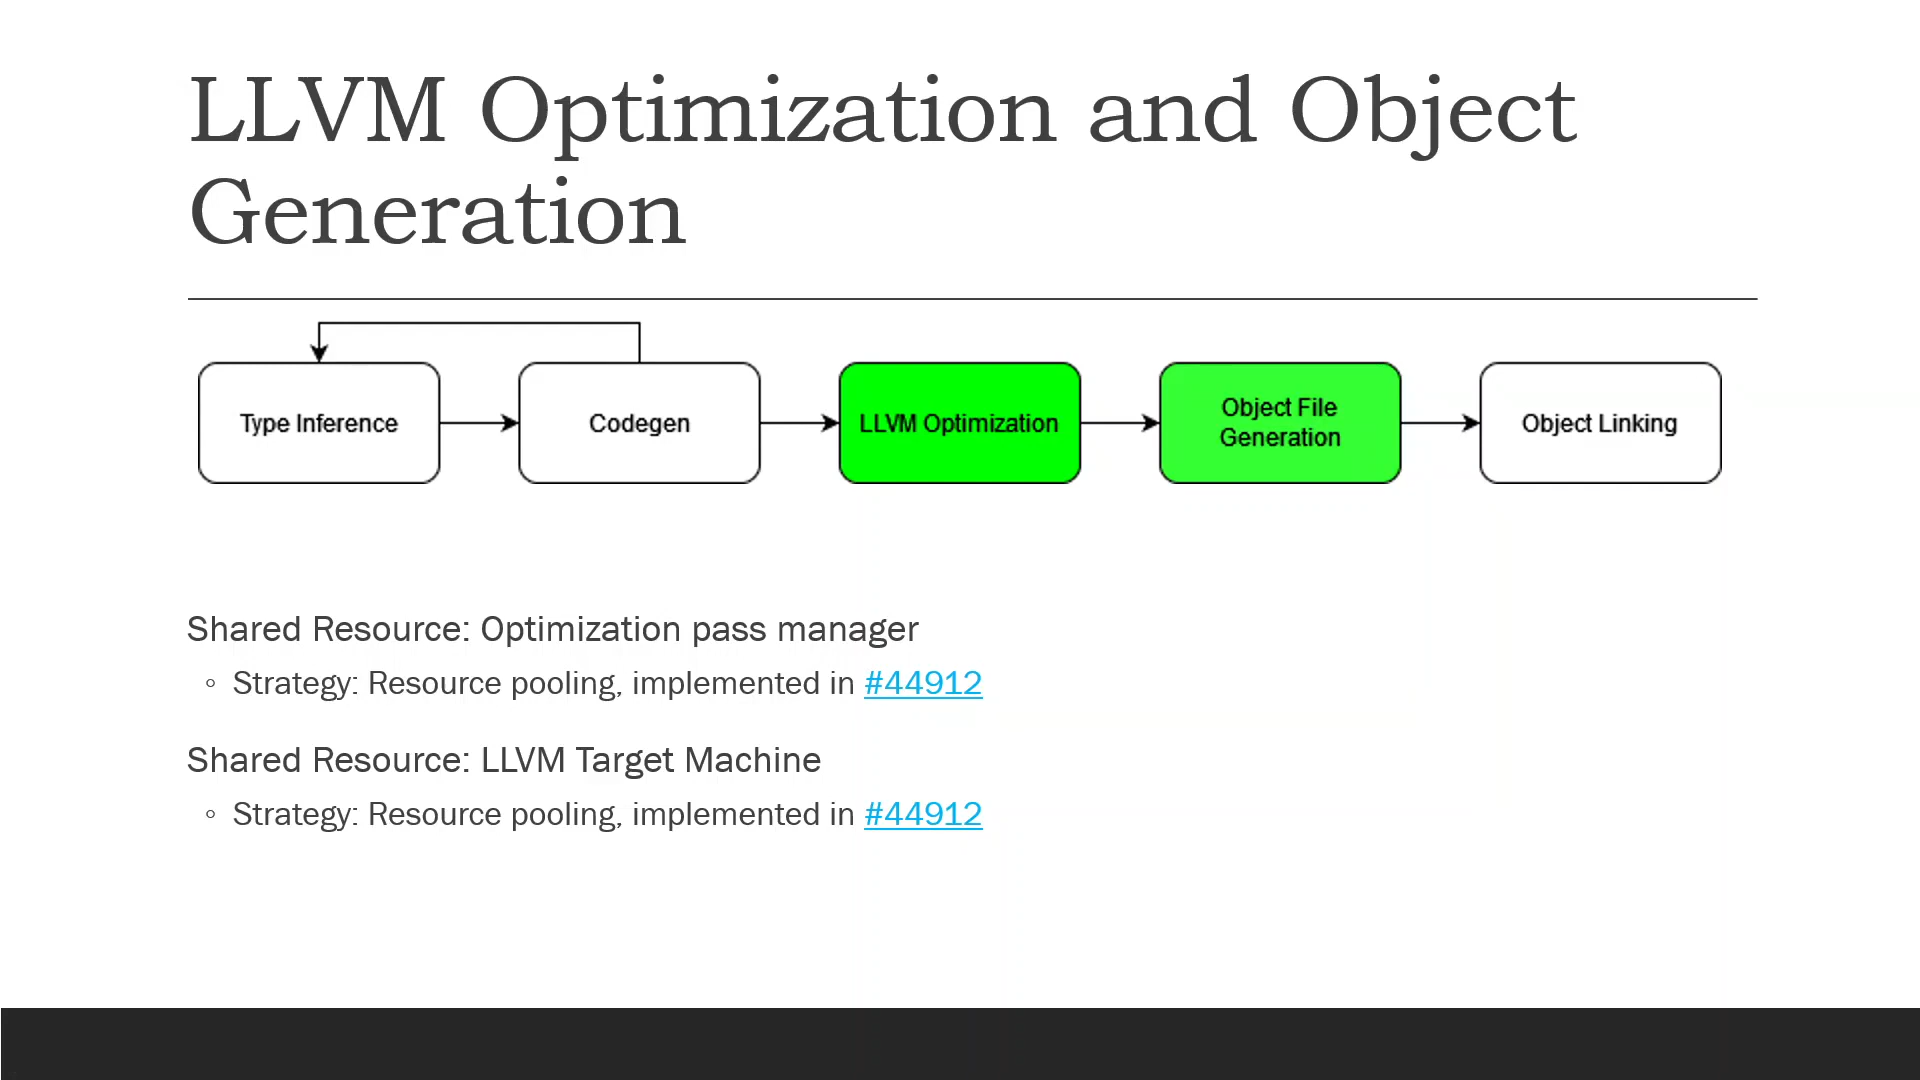 LLVM Optimization and Object
Generation
Type Inference
Codegen
LLVM Optimization
Object File
Generation
Object Linking
Shared Resource: Optimization pass manager
◦ Strategy: Resource pooling, implemented in #44912
Shared Resource: LLVM Target Machine
◦ Strategy: Resource pooling, implemented in #44912